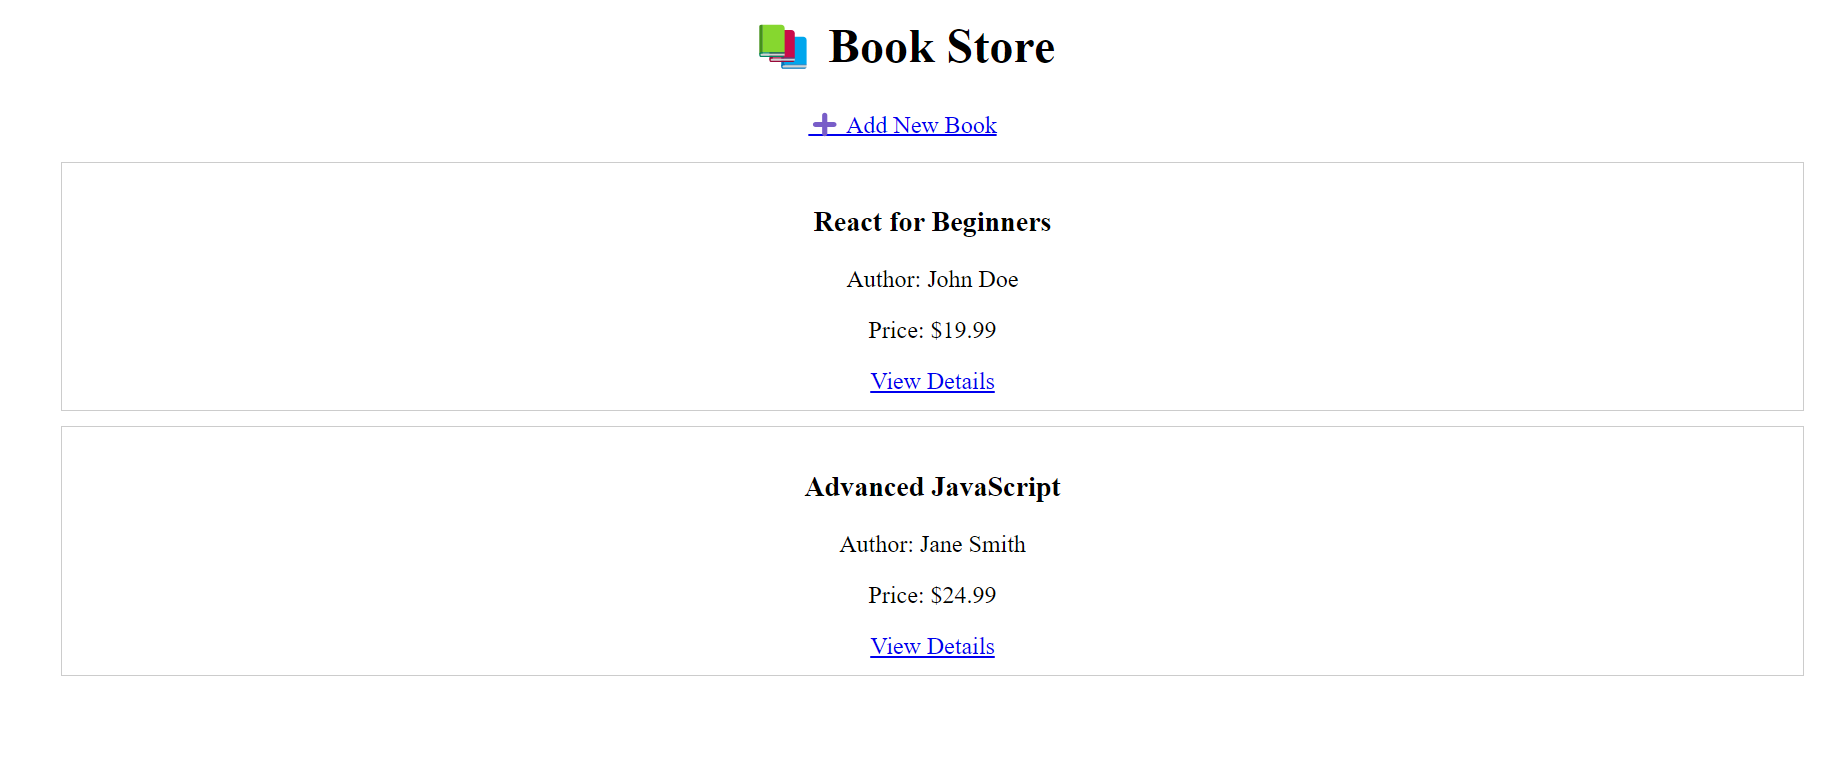 📚 Book Store
➕ Add New Book
React for Beginners
Author: John Doe
Price: $19.99
View Details
Advanced JavaScript
Author: Jane Smith
Price: $24.99
View Details